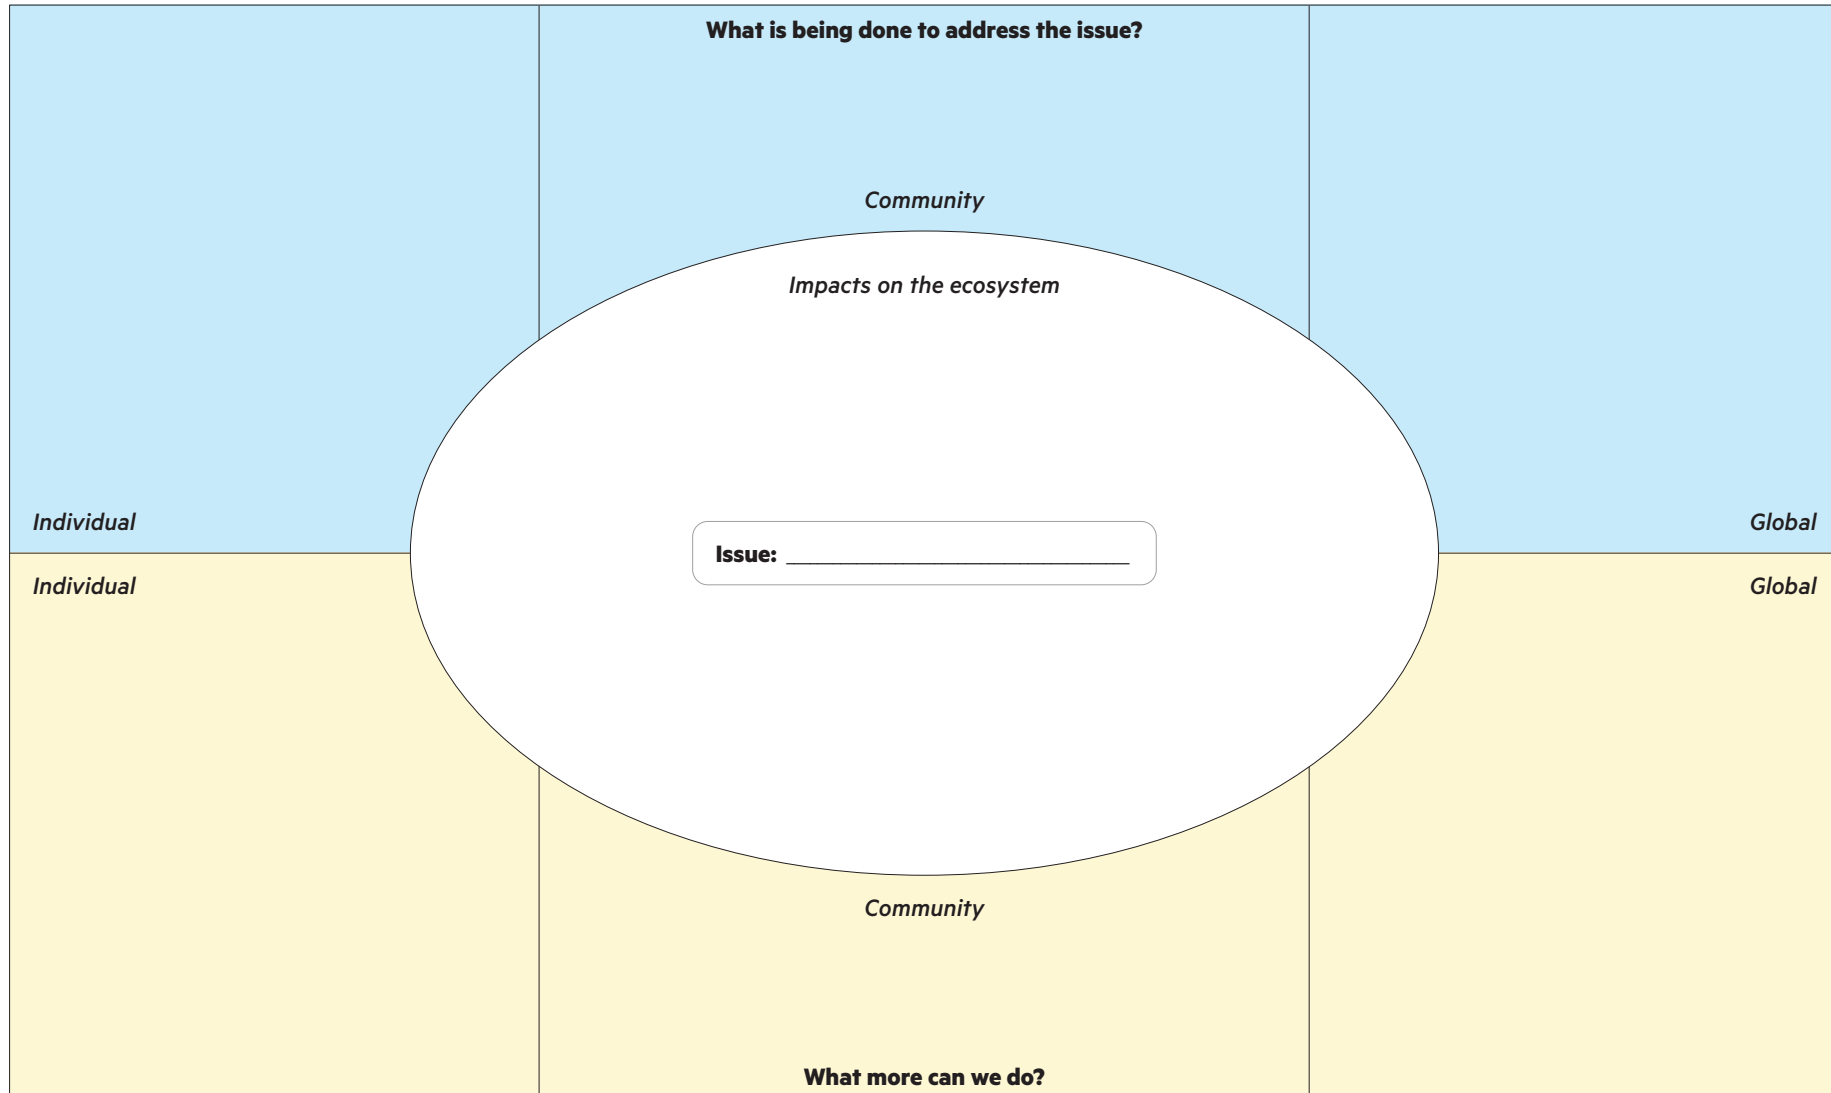 What is being done to address the issue?
Community
Impacts on the ecosystem
Individual
Global
Issue: ______________________________
Individual
Global
Community
What more can we do?